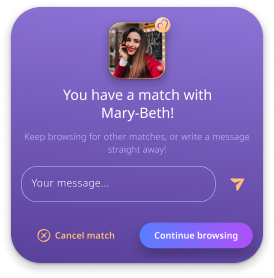 You have a match with
Mary-Beth!
Keep browsing for other matches, or write a message
straight away!
Your message...
Cancel match
Continue browsing